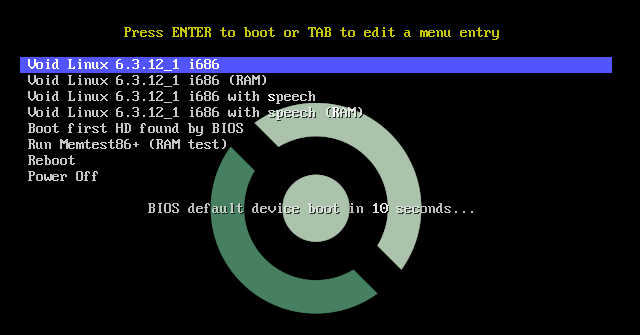 Press ENTER to boot or TAB to edit a menu entry
Void Linux 6.3.12_1 i686
Void Linux 6.3.12_1 i686 (RAM)
Void Linux 6.3.12_1 i686 with speech
Void Linux 6.3.12_1 i686 with speech (RAM)
Boot first HD found by BIOS
Run Memtest86+ (RAM test)
Reboot
Power Off
BIOS default device boot in 10 seconds...